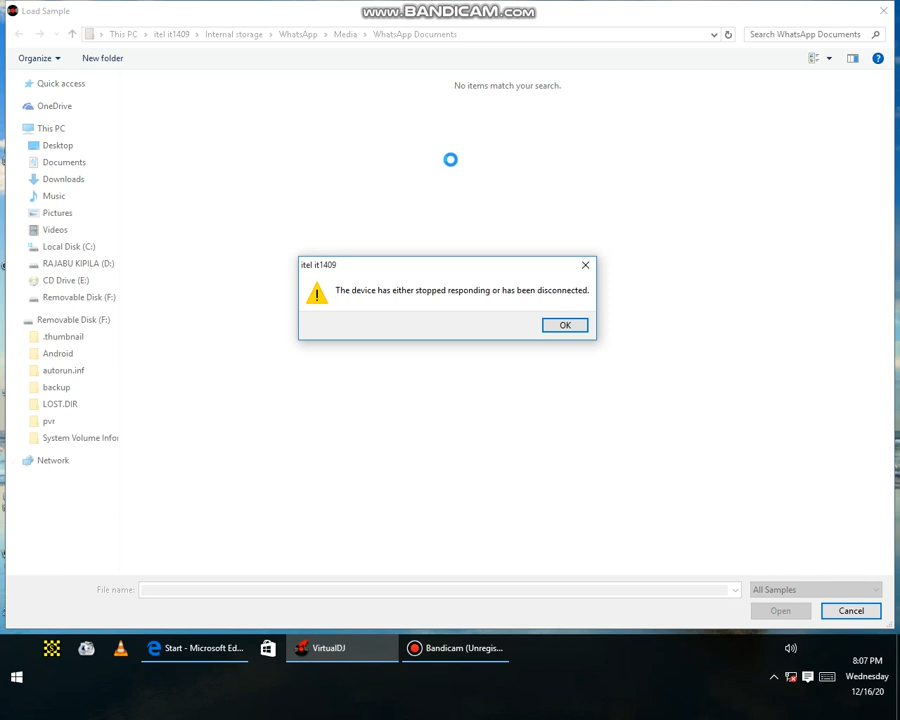 Load Sample
www.BANDICAM.com
This PC
itel it1409
Internal storage
WhatsApp
Media
WhatsApp Documents
Search WhatsApp Documents
Organize
New folder
Quick access
OneDrive
This PC
Desktop
Documents
Downloads
Music
Pictures
Videos
Local Disk (C:)
RAJABU KIPILA (D:)
CD Drive (E:)
Removable Disk (F:)
Removable Disk (F:)
.thumbnail
Android
autorun.inf
backup
LOST.DIR
pvr
System Volume Infor
Network
No items match your search.
itel it1409
The device has either stopped responding or has been disconnected.
OK
File name:
All Samples
Open
Cancel
Start - Microsoft Ed...
VirtualDJ
Bandicam (Unregis...
8:07 PM
Wednesday
12/16/20